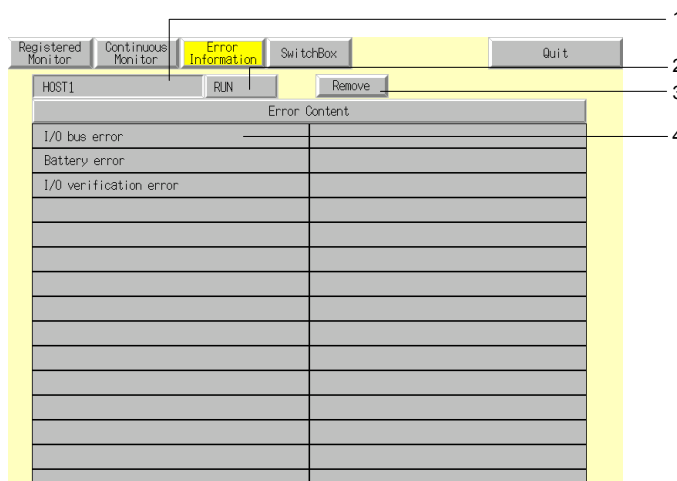 1
Registered Monitor
Continuous Monitor
Error Information
SwitchBox
Quit
2
HOST1
RUN
Remove
3
Error Content
I/O bus error
4
Battery error
I/O verification error